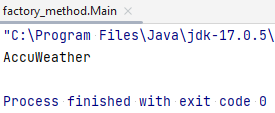 factory_method.Main
"C:\Program Files\Java\jdk-17.0.5\
AccuWeather
Process finished with exit code 0